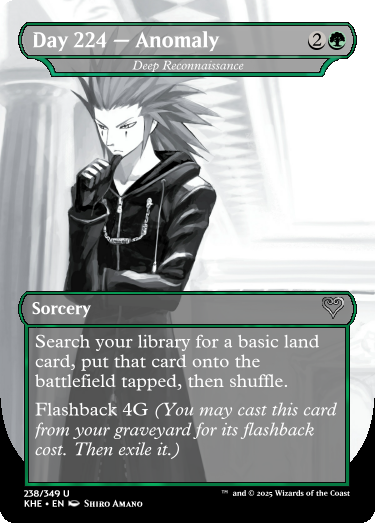 Day 224 — Anomaly 2
Deep Reconnaissance
Sorcery
Search your library for a basic land
card, put that card onto the
battlefield tapped, then shuffle.
Flashback 4G (You may cast this card
from your graveyard for its flashback
cost. Then exile it.)
238/349 U
KHE • EN Shiro Amano
™ and © 2025 Wizards of the Coast